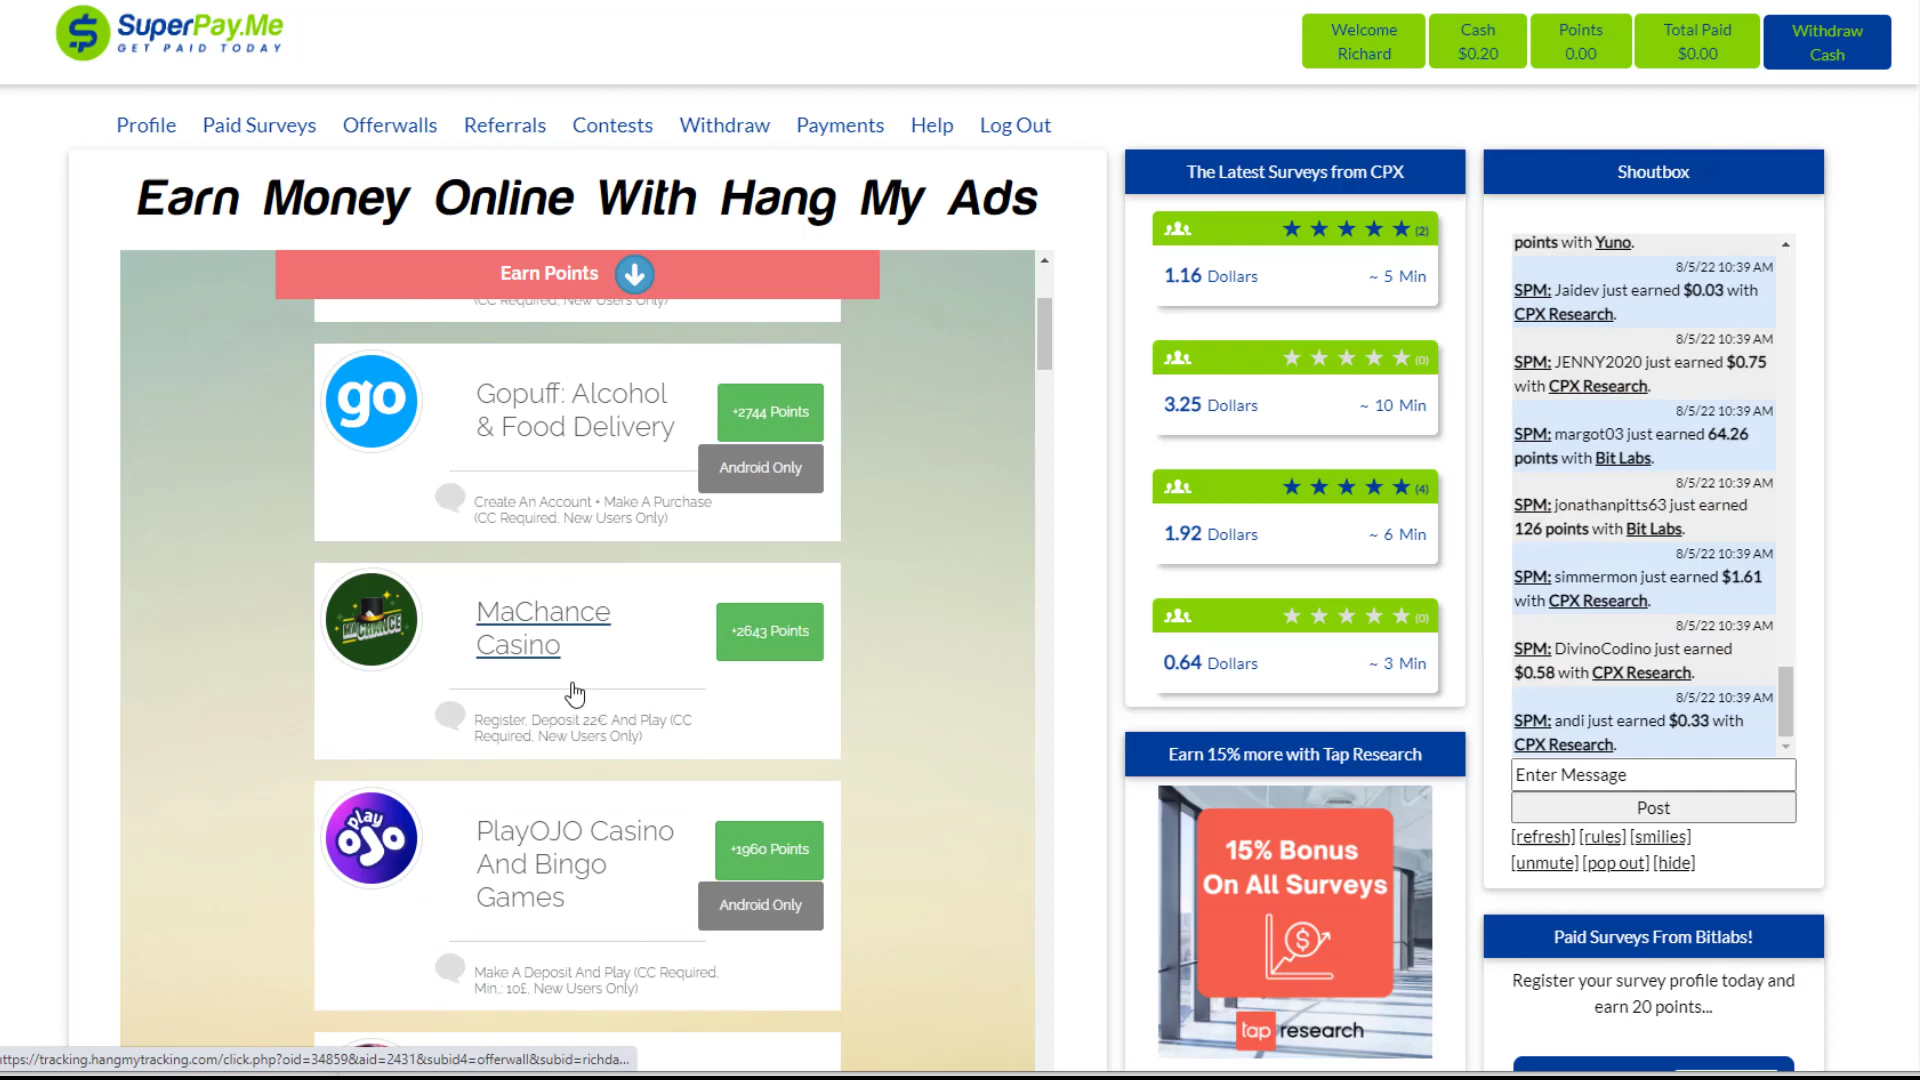 SuperPay.Me
GET PAID TODAY
Welcome
Richard
Cash
$0.20
Points
0.00
Total Paid
$0.00
Withdraw
Cash
Profile Paid Surveys Offerwalls Referrals Contests Withdraw Payments Help Log Out
Earn Money Online With Hang My Ads
Earn Points
(CC Required, New Users Only)
go
Gopuff: Alcohol
& Food Delivery
+2744 Points
Android Only
Create An Account + Make A Purchase
(CC Required, New Users Only)
MACHANCE
MaChance
Casino
+2643 Points
Register, Deposit 22€ And Play (CC
Required, New Users Only)
play
OJO
PlayOJO Casino
And Bingo
Games
+1960 Points
Android Only
Make A Deposit And Play (CC Required,
Min.: 10£, New Users Only)
https://tracking.hangmytracking.com/click.php?oid=34859&aid=2431&subid4=offerwall&subid=richda...
The Latest Surveys from CPX
(2)
1.16 Dollars ~ 5 Min
(0)
3.25 Dollars ~ 10 Min
(4)
1.92 Dollars ~ 6 Min
(0)
0.64 Dollars ~ 3 Min
Earn 15% more with Tap Research
15% Bonus
On All Surveys
tap research
Shoutbox
points with Yuno.
8/5/22 10:39 AM
SPM: Jaidev just earned $0.03 with
CPX Research.
8/5/22 10:39 AM
SPM: JENNY2020 just earned $0.75
with CPX Research.
8/5/22 10:39 AM
SPM: margot03 just earned 64.26
points with Bit Labs.
8/5/22 10:39 AM
SPM: jonathanpitts63 just earned
126 points with Bit Labs.
8/5/22 10:39 AM
SPM: simmermon just earned $1.61
with CPX Research.
8/5/22 10:39 AM
SPM: DivinoCodino just earned
$0.58 with CPX Research.
8/5/22 10:39 AM
SPM: andi just earned $0.33 with
CPX Research.
Enter Message
Post
[refresh] [rules] [smilies]
[unmute] [pop out] [hide]
Paid Surveys From Bitlabs!
Register your survey profile today and
earn 20 points...